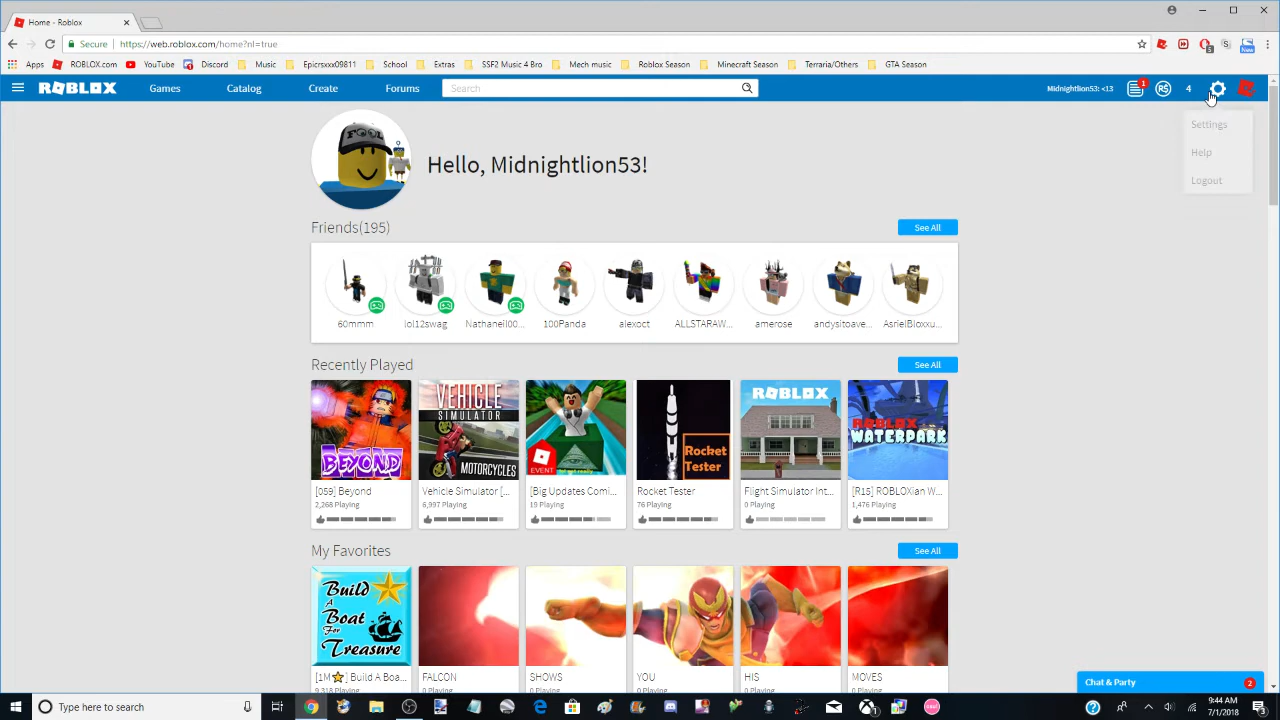 Home - Roblox
Secure https://web.roblox.com/home?nl=true
Apps ROBLOX.com YouTube Discord Music Epicrsxx0981! School Extras SSF2 Music 4 Bro Mech music Roblox Season Minecraft Season Terraria/Others GTA Season
ROBLOX Games Catalog Create Forums Search Midnightlion53: <13 1 R$ 4
Settings
Help
Logout
FOOL
Hello, Midnightlion53!
Friends(195) See All
60mmm lol12swag Nathaneil00... 100Panda alexoct ALLSTARAW... amerose andysitoave... AsrielBloxxu...
Recently Played See All
BEYOND
VEHICLE
SIMULATOR
MOTORCYCLES
EVENT
Rocket
Tester
ROBLOX
ROBLOX
WATERPARK
[059] Beyond Vehicle Simulator [... [Big Updates Comi... Rocket Tester Flight Simulator Int... [R15] ROBLOXian W...
2,268 Playing 6,997 Playing 19 Playing 76 Playing 0 Playing 1,476 Playing
My Favorites See All
Build
A
Boat
For
Treasure
[1M⭐] Build A Boa... FALCON SHOWS YOU HIS MOVES
9,318 Playing 0 Playing 0 Playing 0 Playing 0 Playing 0 Playing
Chat & Party 2
Type here to search
9:44 AM
7/1/2018
3